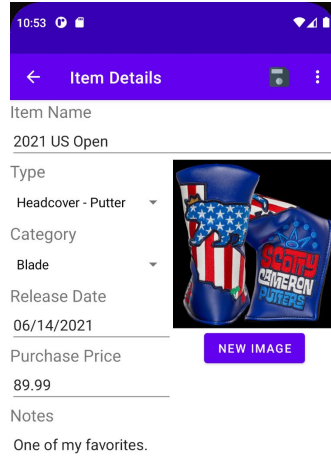 10:53
Item Details
Item Name
2021 US Open
Type
Headcover - Putter
Category
Blade
Release Date
06/14/2021
Purchase Price
89.99
SCOTTY
CAMERON
PUTTERS
NEW IMAGE
Notes
One of my favorites.